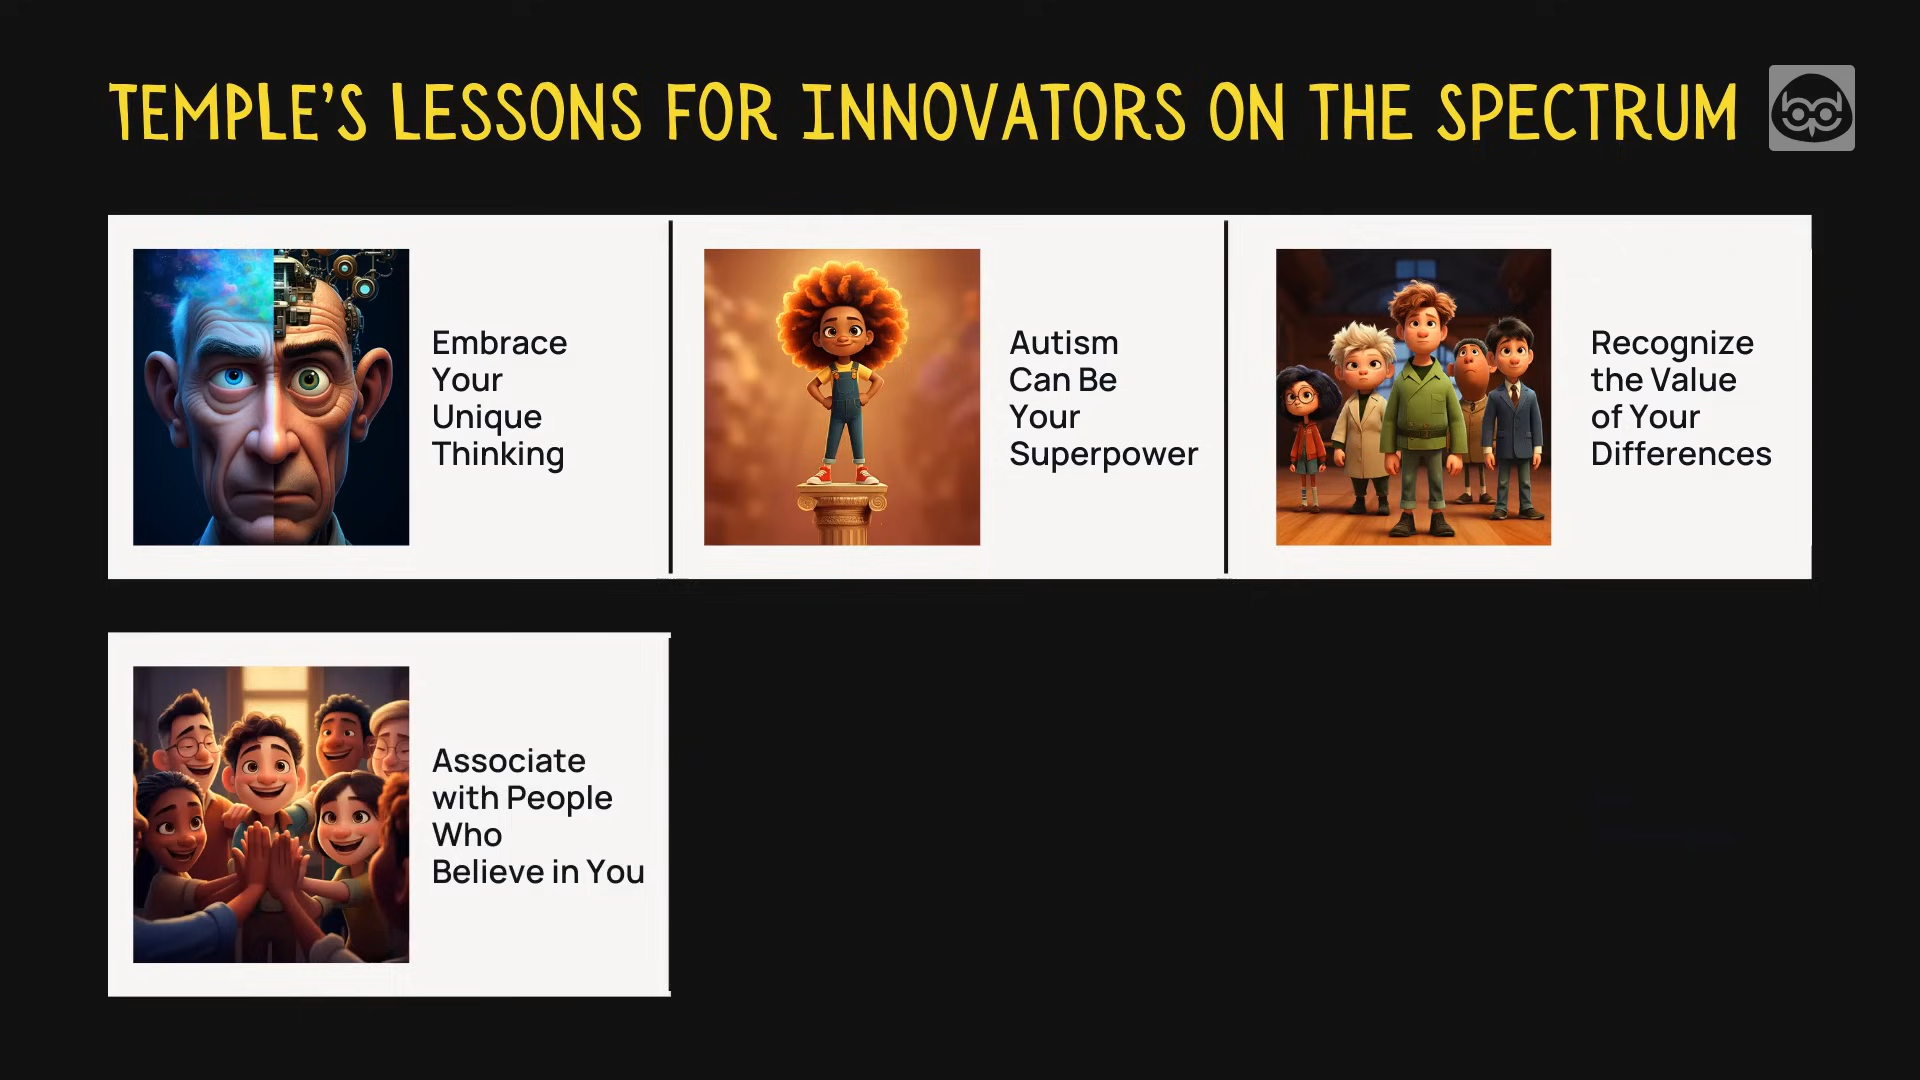 TEMPLE'S LESSONS FOR INNOVATORS ON THE SPECTRUM
Embrace
Your
Unique
Thinking
Autism
Can Be
Your
Superpower
Recognize
the Value
of Your
Differences
Associate
with People
Who
Believe in You